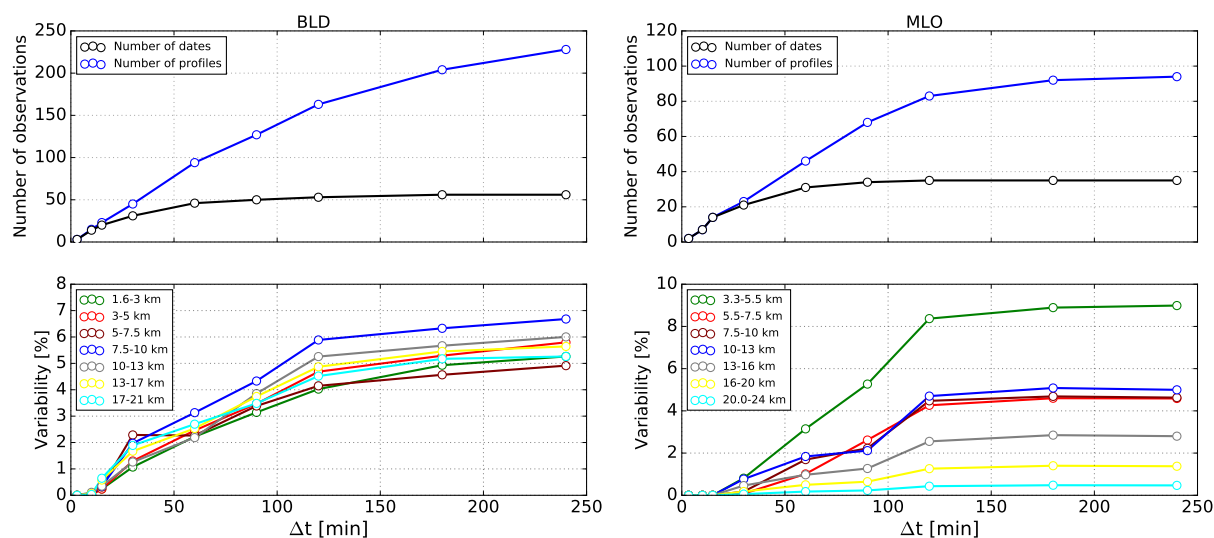 BLD
250
200
150
100
50
0
Number of observations
Number of dates
Number of profiles
MLO
120
100
80
60
40
20
0
Number of observations
Number of dates
Number of profiles
8
7
6
5
4
3
2
1
0
Variability [%]
1.6-3 km
3-5 km
5-7.5 km
7.5-10 km
10-13 km
13-17 km
17-21 km
0 50 100 150 200 250
Δt [min]
10
8
6
4
2
0
Variability [%]
3.3-5.5 km
5.5-7.5 km
7.5-10 km
10-13 km
13-16 km
16-20 km
20.0-24 km
0 50 100 150 200 250
Δt [min]